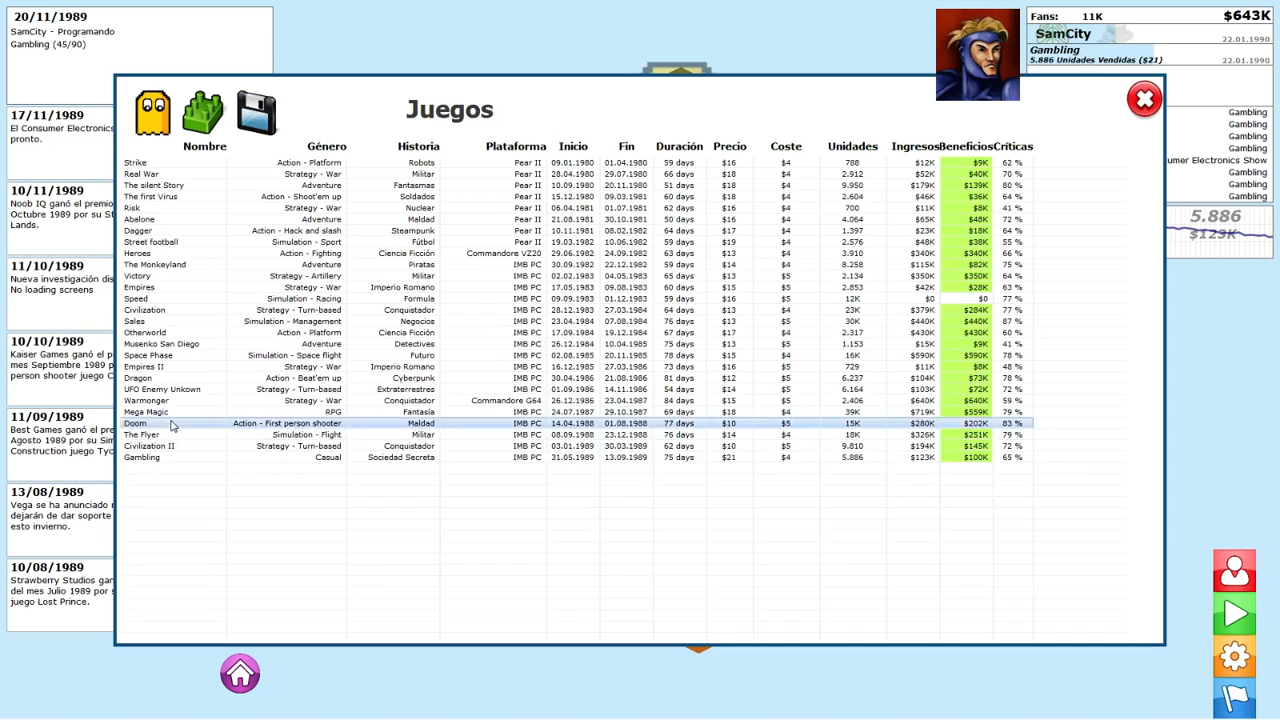 20/11/1989
SamCity - Programando
Gambling (45/90)
17/11/1989
El Consumer Electronics
pronto.
10/11/1989
Noob IQ ganó el premio
Octubre 1989 por su St
Lands.
11/10/1989
Nueva investigación dis
No loading screens
10/10/1989
Kaiser Games ganó el p
mes Septiembre 1989 p
person shooter juego C
11/09/1989
Best Games ganó el pre
Agosto 1989 por su Sim
Construction juego Tyc
13/08/1989
Vega se ha anunciado r
dejarán de dar soporte
esto invierno.
10/08/1989
Strawberry Studios gan
del mes Julio 1989 por s
juego Lost Prince.
Juegos
Nombre Género Historia Plataforma Inicio Fin Duración Precio Coste Unidades Ingresos Beneficios Críticas
Strike Action - Platform Robots Pear II 09.01.1980 01.04.1980 59 days $16 $4 788 $12K $9K 62 %
Real War Strategy - War Militar Pear II 28.04.1980 29.07.1980 66 days $18 $4 2.912 $52K $40K 70 %
The silent Story Adventure Fantasmas Pear II 10.09.1980 20.11.1980 51 days $18 $4 9.950 $179K $139K 80 %
The first Virus Action - Shoot'em up Soldados Pear II 15.12.1980 09.03.1981 60 days $18 $4 2.604 $46K $36K 64 %
Risk Strategy - War Nuclear Pear II 06.04.1981 01.07.1981 62 days $16 $4 700 $11K $8K 41 %
Abalone Adventure Maldad Pear II 21.08.1981 30.10.1981 50 days $16 $4 4.064 $65K $48K 72 %
Dagger Action - Hack and slash Steampunk Pear II 10.11.1981 08.02.1982 64 days $17 $4 1.397 $23K $18K 64 %
Street football Simulation - Sport Fútbol Pear II 19.03.1982 10.06.1982 59 days $19 $4 2.576 $48K $38K 55 %
Heroes Action - Fighting Ciencia Ficción Commandore VZ20 29.06.1982 24.09.1982 63 days $13 $4 3.910 $340K $340K 66 %
The Monkeyland Adventure Piratas IMB PC 30.09.1982 22.12.1982 59 days $14 $4 8.258 $115K $82K 75 %
Victory Strategy - Artillery Militar IMB PC 02.02.1983 04.05.1983 65 days $13 $5 2.134 $350K $350K 64 %
Empires Strategy - War Imperio Romano IMB PC 17.05.1983 09.08.1983 60 days $15 $5 2.853 $42K $28K 63 %
Speed Simulation - Racing Formula IMB PC 09.09.1983 01.12.1983 59 days $16 $5 12K $0 $0 77 %
Civilization Strategy - Turn-based Conquistador IMB PC 28.12.1983 27.03.1984 64 days $13 $4 23K $379K $284K 77 %
Sales Simulation - Management Negocios IMB PC 23.04.1984 07.08.1984 76 days $13 $5 30K $440K $440K 87 %
Otherworld Action - Platform Ciencia Ficción IMB PC 17.09.1984 19.12.1984 67 days $17 $4 2.317 $430K $430K 60 %
Musenko San Diego Adventure Detectives IMB PC 26.12.1984 10.04.1985 75 days $13 $5 1.153 $15K $9K 41 %
Space Phase Simulation - Space flight Futuro IMB PC 02.08.1985 20.11.1985 78 days $15 $4 16K $590K $590K 78 %
Empires II Strategy - War Imperio Romano IMB PC 16.12.1985 27.03.1986 73 days $16 $5 729 $11K $8K 48 %
Dragon Action - Beat'em up Cyberpunk IMB PC 30.04.1986 21.08.1986 81 days $12 $5 6.237 $104K $73K 78 %
UFO Enemy Unkown Strategy - Turn-based Extraterrestres IMB PC 01.09.1986 14.11.1986 54 days $14 $5 6.164 $103K $72K 72 %
Warmonger Strategy - War Conquistador Commodore G64 12.12.1986 23.04.1987 94 days $15 $5 2.406 $640K $640K 59 %
Mega Magic RPG Fantasía IMB PC 24.07.1987 29.10.1987 69 days $18 $4 39K $719K $559K 79 %
Doom Action - First person shooter Maldad IMB PC 14.04.1988 01.08.1988 77 days $10 $5 15K $280K $202K 83 %
The Flyer Simulation - Flight Militar IMB PC 08.09.1988 23.12.1988 76 days $14 $4 18K $326K $251K 79 %
Civilization II Strategy - Turn-based Conquistador IMB PC 03.01.1989 30.03.1989 62 days $10 $5 9.810 $194K $145K 72 %
Gambling Casual Sociedad Secreta IMB PC 31.05.1989 13.09.1989 75 days $21 $4 5.886 $123K $100K 65 %
Fans: 11K $643K
SamCity 22.01.1990
Gambling
5.886 Unidades Vendidas ($21) 22.01.1990
Gambling
Gambling
Gambling
Gambling
umer Electronics Show
Gambling
Gambling
Gambling
5.886
$123K